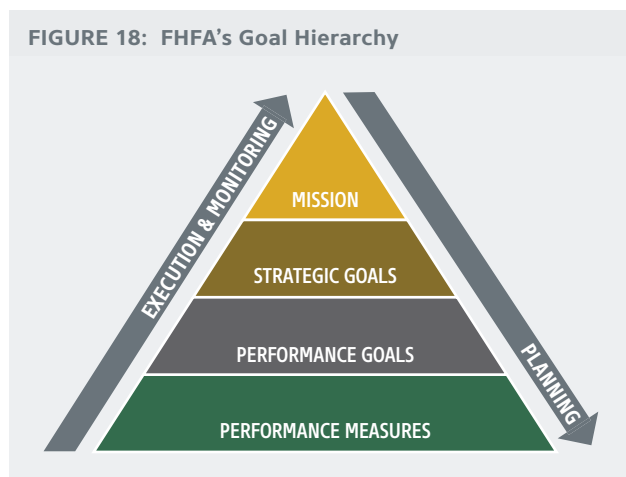 FIGURE 18: FHFA's Goal Hierarchy
EXECUTION & MONITORING
MISSION
STRATEGIC GOALS
PERFORMANCE GOALS
PERFORMANCE MEASURES
PLANNING